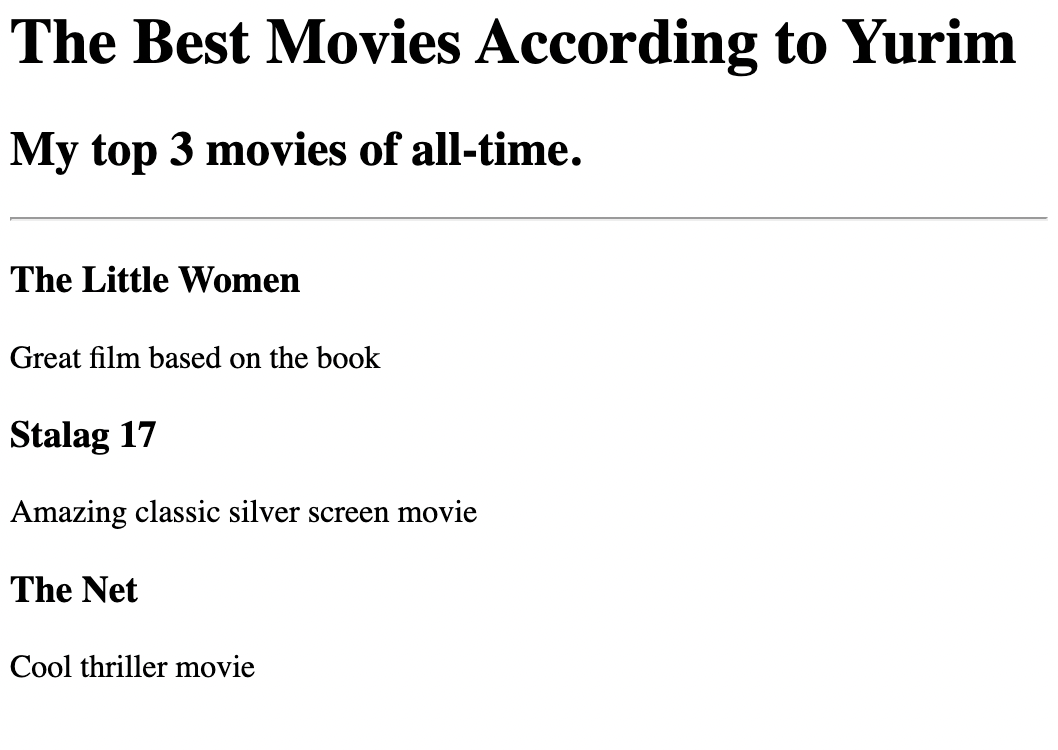 The Best Movies According to Yurim
My top 3 movies of all-time.
The Little Women
Great film based on the book
Stalag 17
Amazing classic silver screen movie
The Net
Cool thriller movie